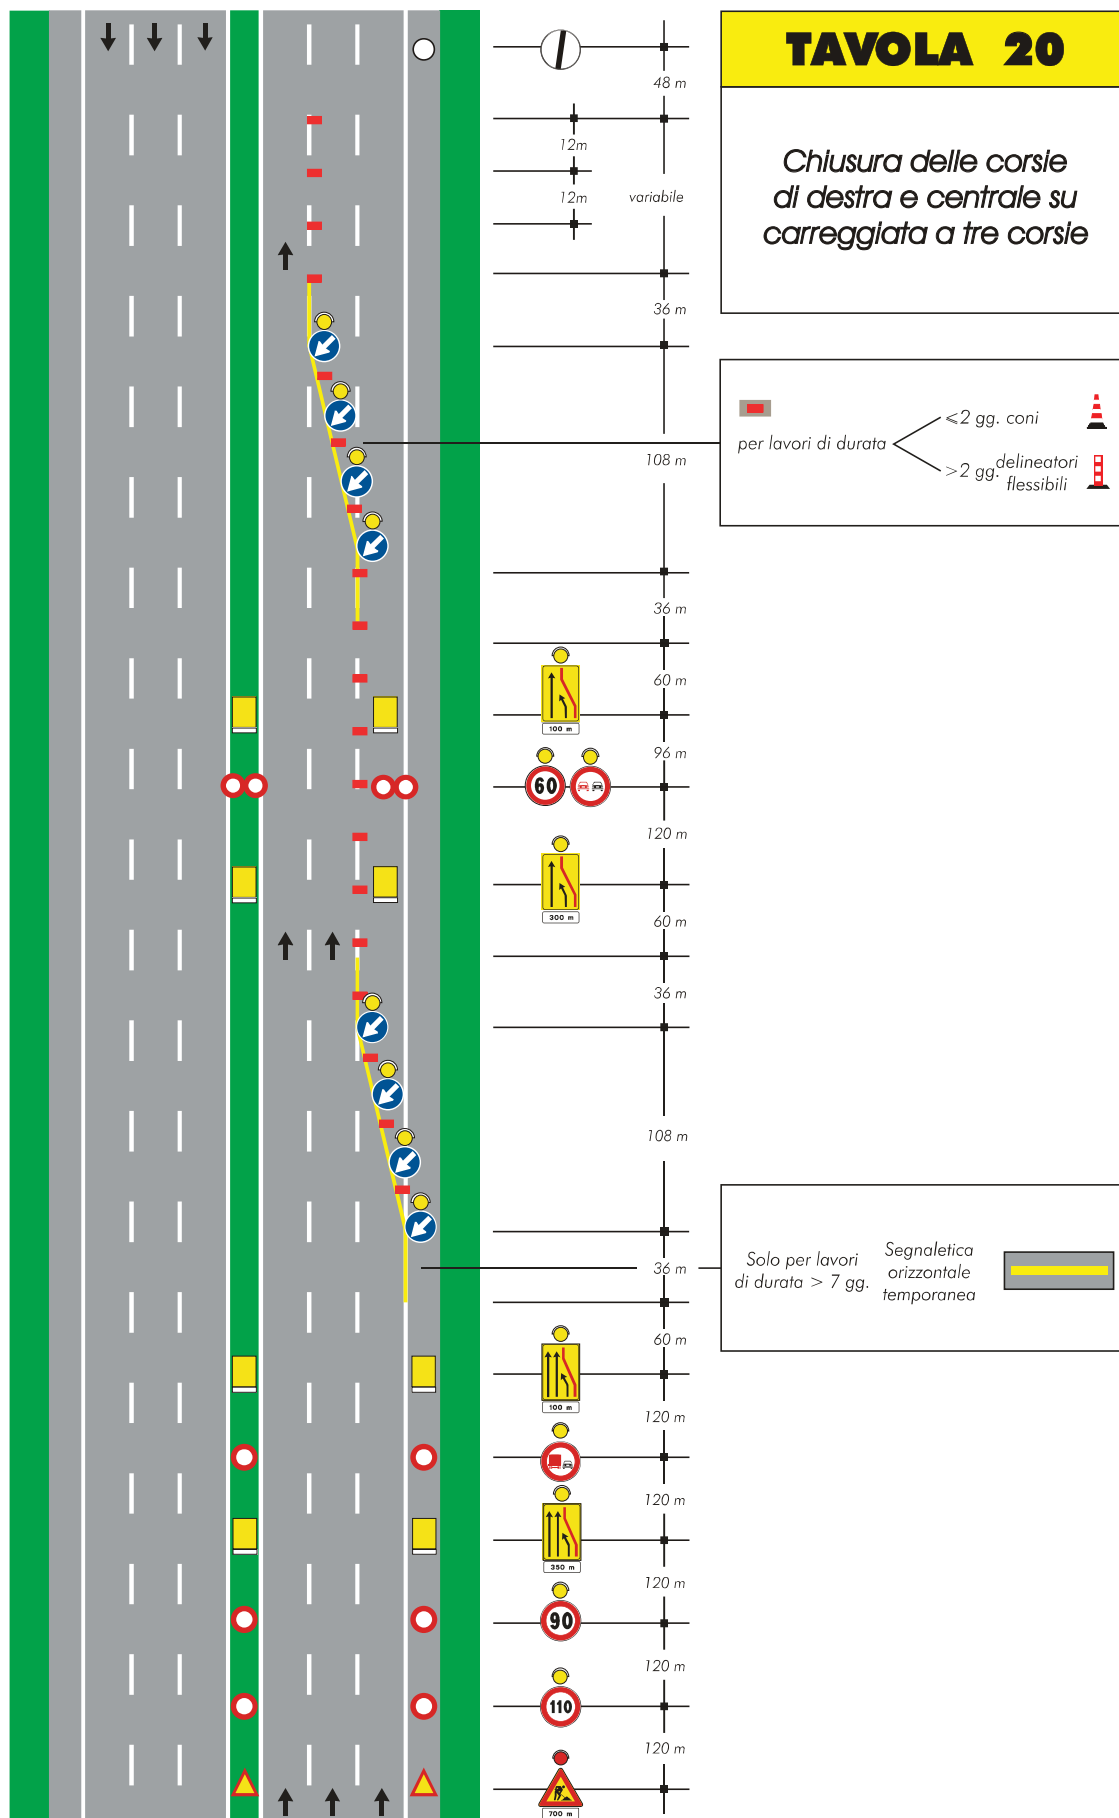 TAVOLA 20
Chiusura delle corsie
di destra e centrale su
carreggiata a tre corsie
48 m
12m
12m
variabile
36 m
per lavori di durata
⩽2 gg. coni
>2 gg. delineatori
flessibili
108 m
36 m
60 m
100 m
96 m
60
120 m
300 m
60 m
36 m
108 m
Solo per lavori
di durata > 7 gg.
Segnaletica
orizzontale
temporanea
36 m
60 m
100 m
120 m
120 m
350 m
120 m
90
120 m
110
120 m
700 m